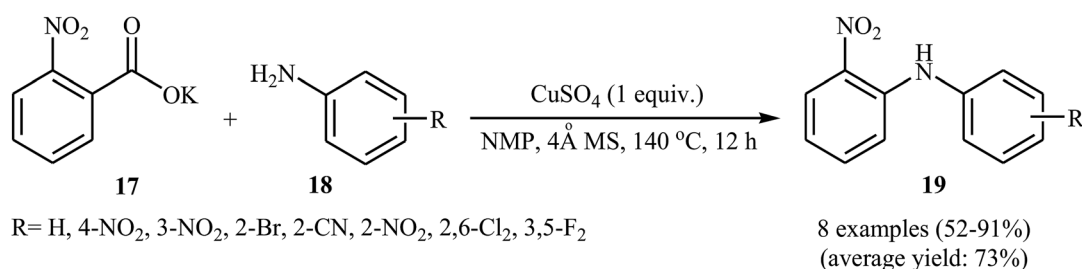 NO₂
O
OK
17
+
H₂N
R
18
CuSO₄ (1 equiv.)
NMP, 4Å MS, 140 ºC, 12 h
NO₂
H
N
R
19
R= H, 4-NO₂, 3-NO₂, 2-Br, 2-CN, 2-NO₂, 2,6-Cl₂, 3,5-F₂
8 examples (52-91%)
(average yield: 73%)